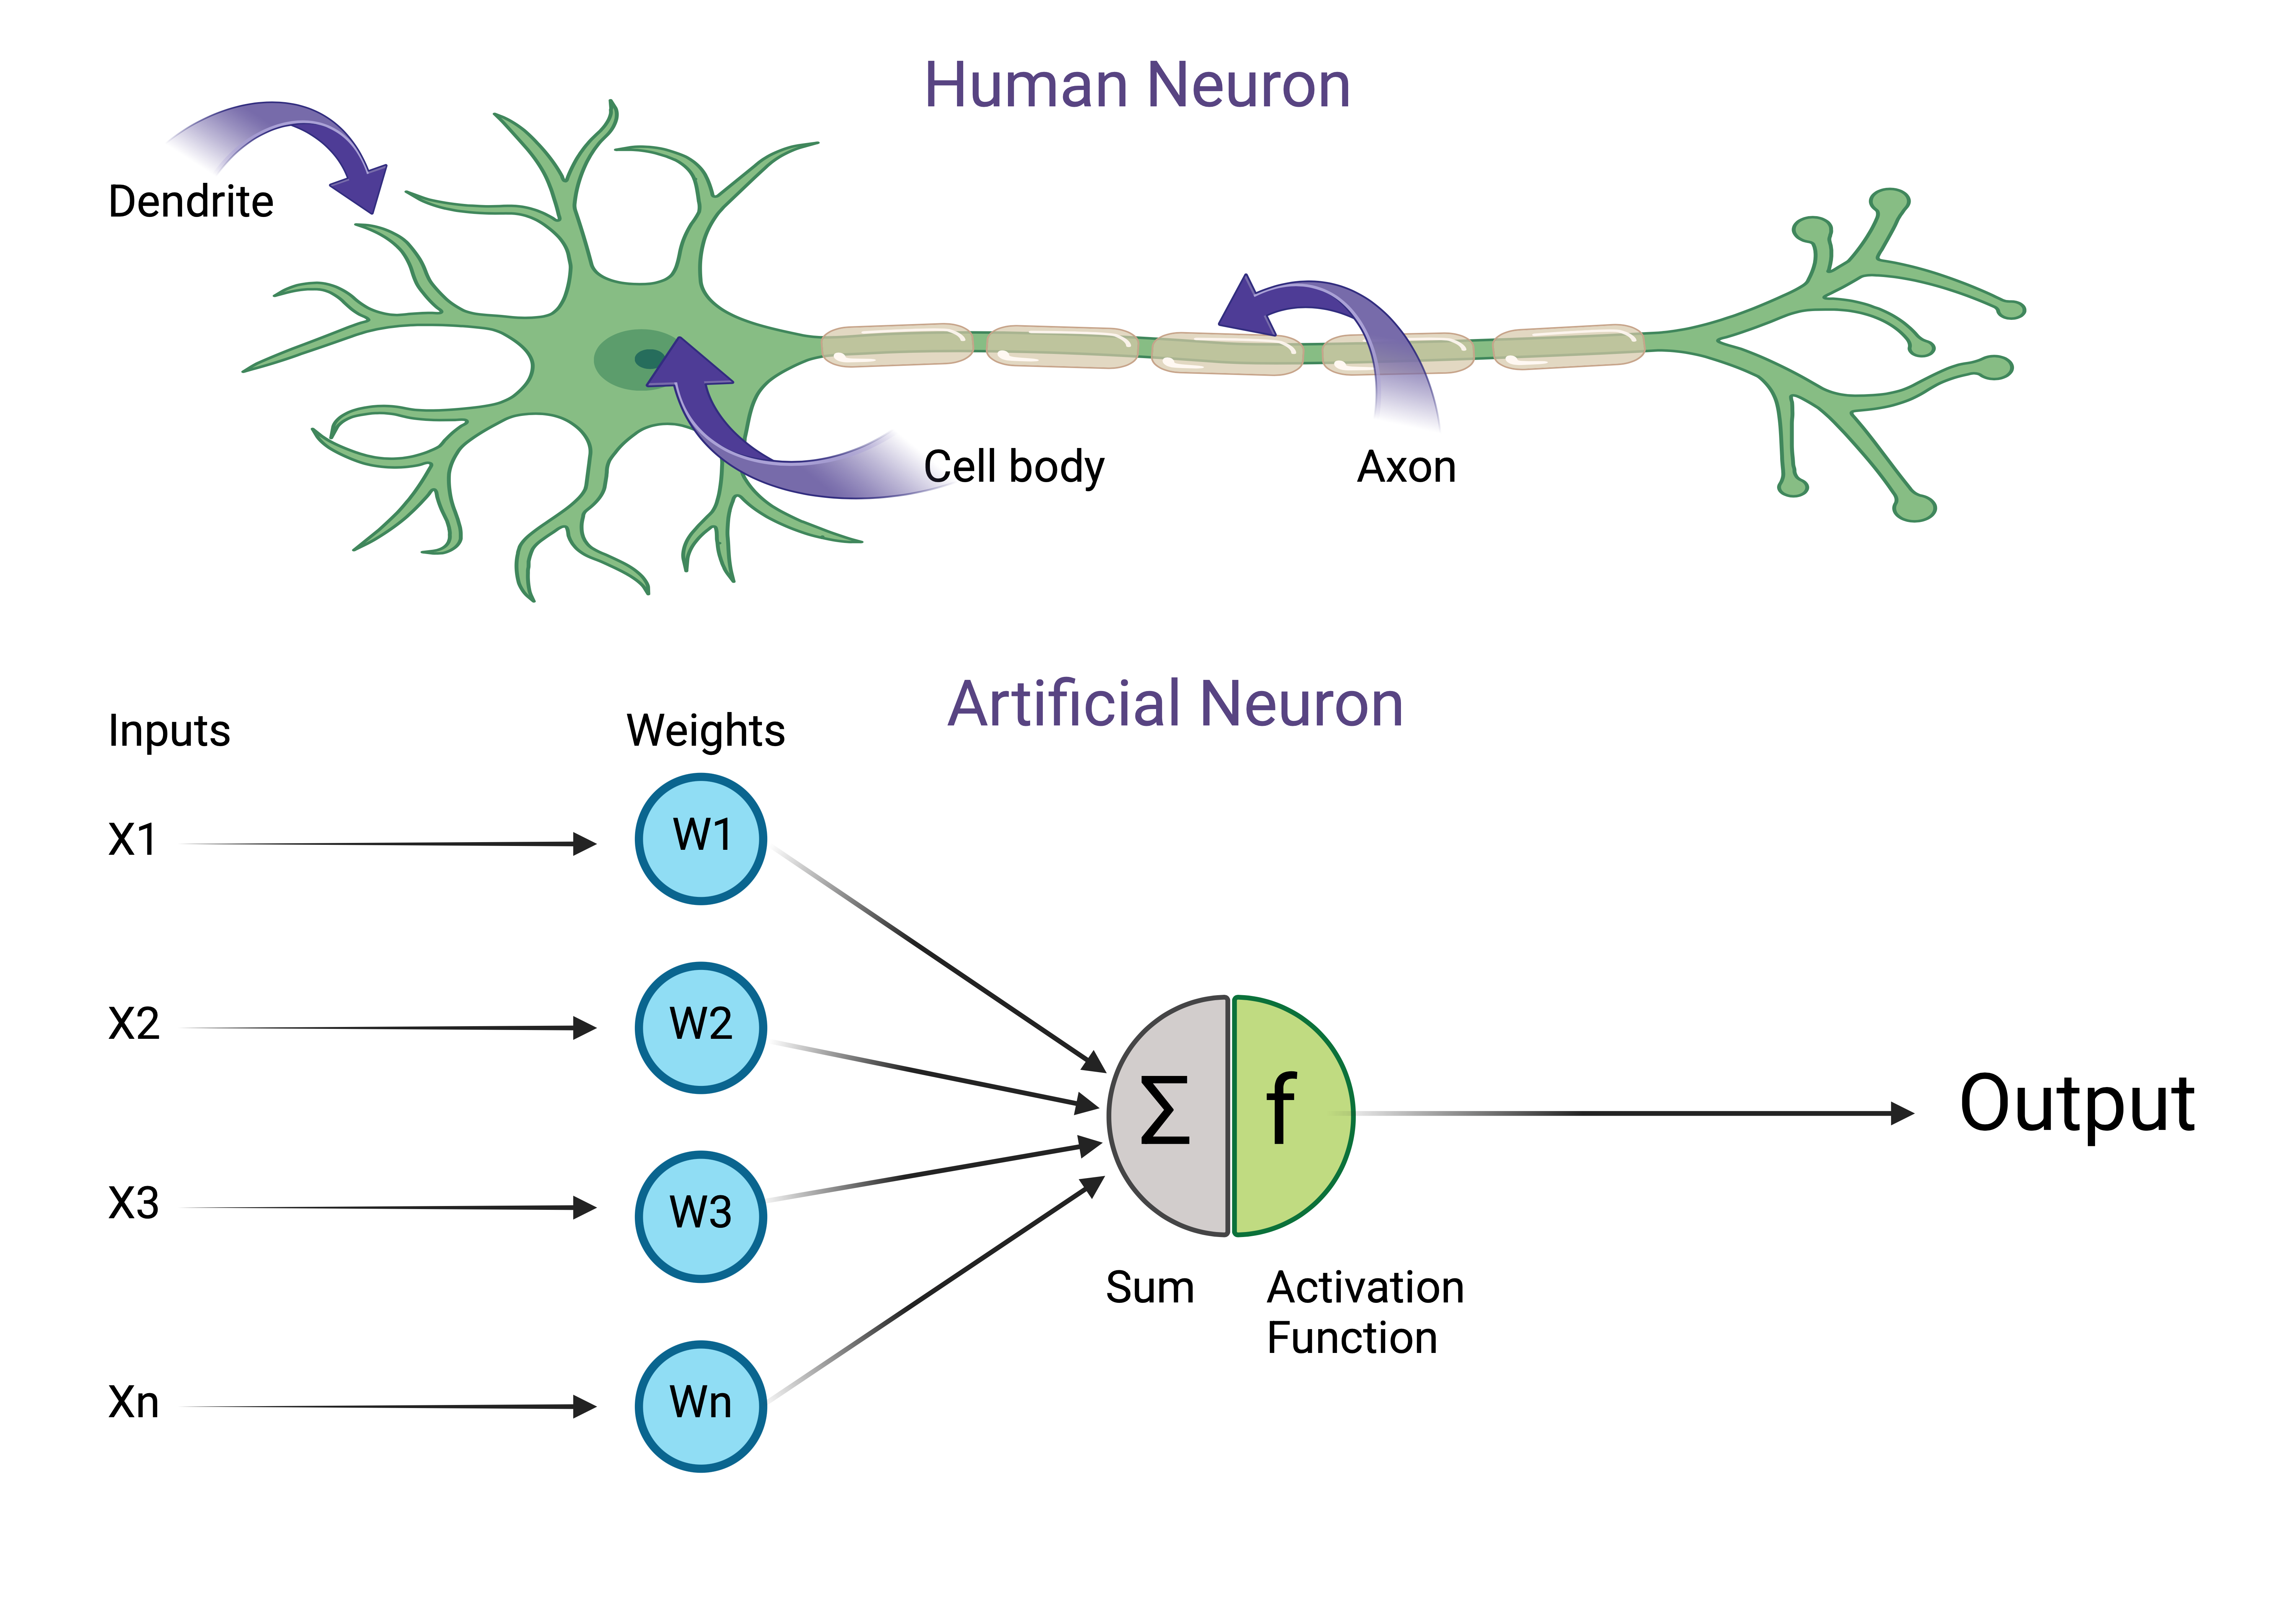 Human Neuron
Dendrite
Cell body
Axon
Artificial Neuron
Inputs
Weights
X1
W1
X2
W2
X3
W3
Xn
Wn
Σ
f
Output
Sum
Activation
Function